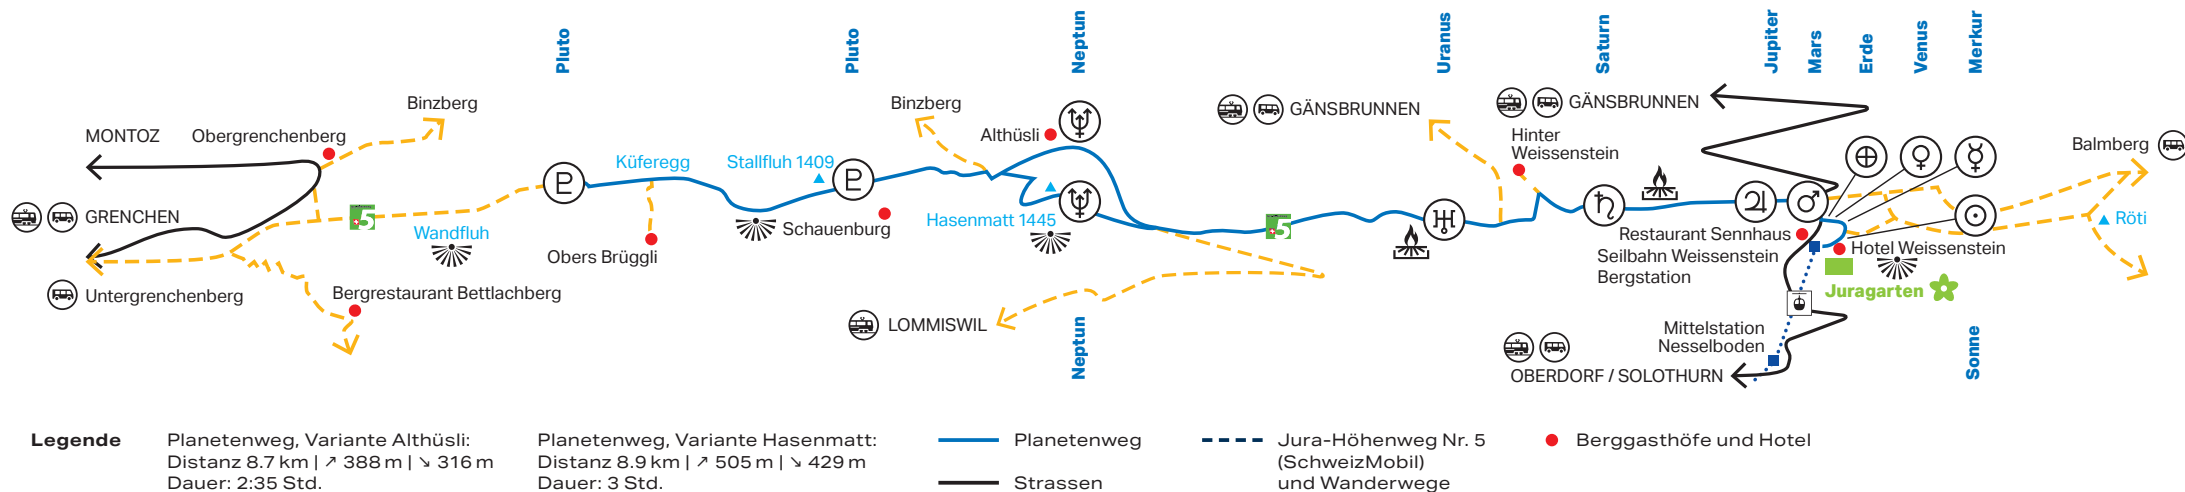 Pluto
Pluto
Neptun
Uranus
Saturn
Jupiter
Mars
Erde
Venus
Merkur
Binzberg
MONTOZ
Obergrenchenberg
GRENCHEN
Untergrenchenberg
Bergrestaurant Bettlachberg
5
Wandfluh
Küferegg
Obers Brüggli
Stallfluh 1409
Schauenburg
Binzberg
Althüsli
Hasenmatt 1445
LOMMISWIL
Neptun
GÄNSBRUNNEN
5
GÄNSBRUNNEN
Hinter
Weissenstein
Restaurant Sennhaus
Seilbahn Weissenstein
Bergstation
Hotel Weissenstein
Juragarten
Mittelstation
Nesselboden
OBERDORF / SOLOTHURN
Sonne
Balmberg
Röti
Legende
Planetenweg, Variante Althüsli:
Distanz 8.7 km | ↗ 388 m | ↘ 316 m
Dauer: 2:35 Std.
Planetenweg, Variante Hasenmatt:
Distanz 8.9 km | ↗ 505 m | ↘ 429 m
Dauer: 3 Std.
Planetenweg
Strassen
Jura-Höhenweg Nr. 5
(SchweizMobil)
und Wanderwege
Berggasthöfe und Hotel